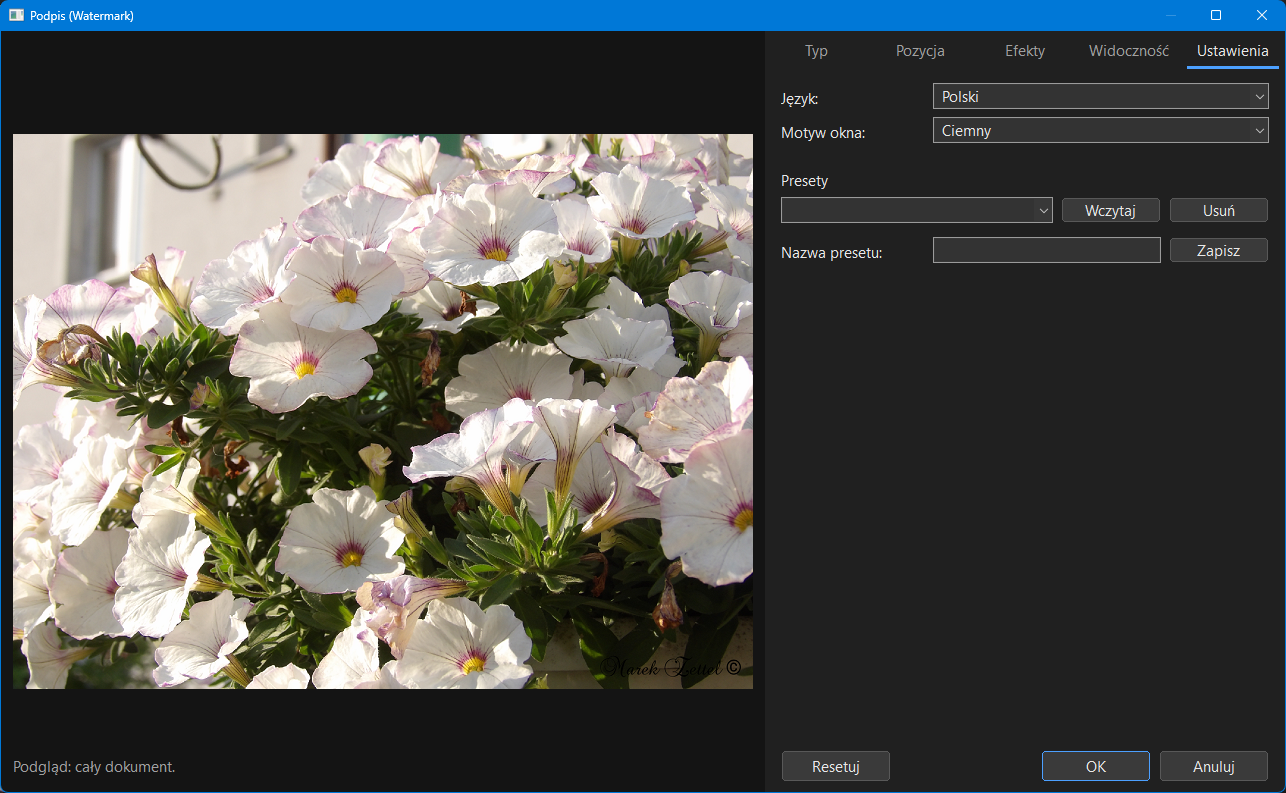 Podpis (Watermark)
Typ Pozycja Efekty Widoczność Ustawienia
Język: Polski
Motyw okna: Ciemny
Presety
Wczytaj Usuń
Nazwa presetu: Zapisz
Marek Zettel ©
Podgląd: cały dokument.
Resetuj OK Anuluj